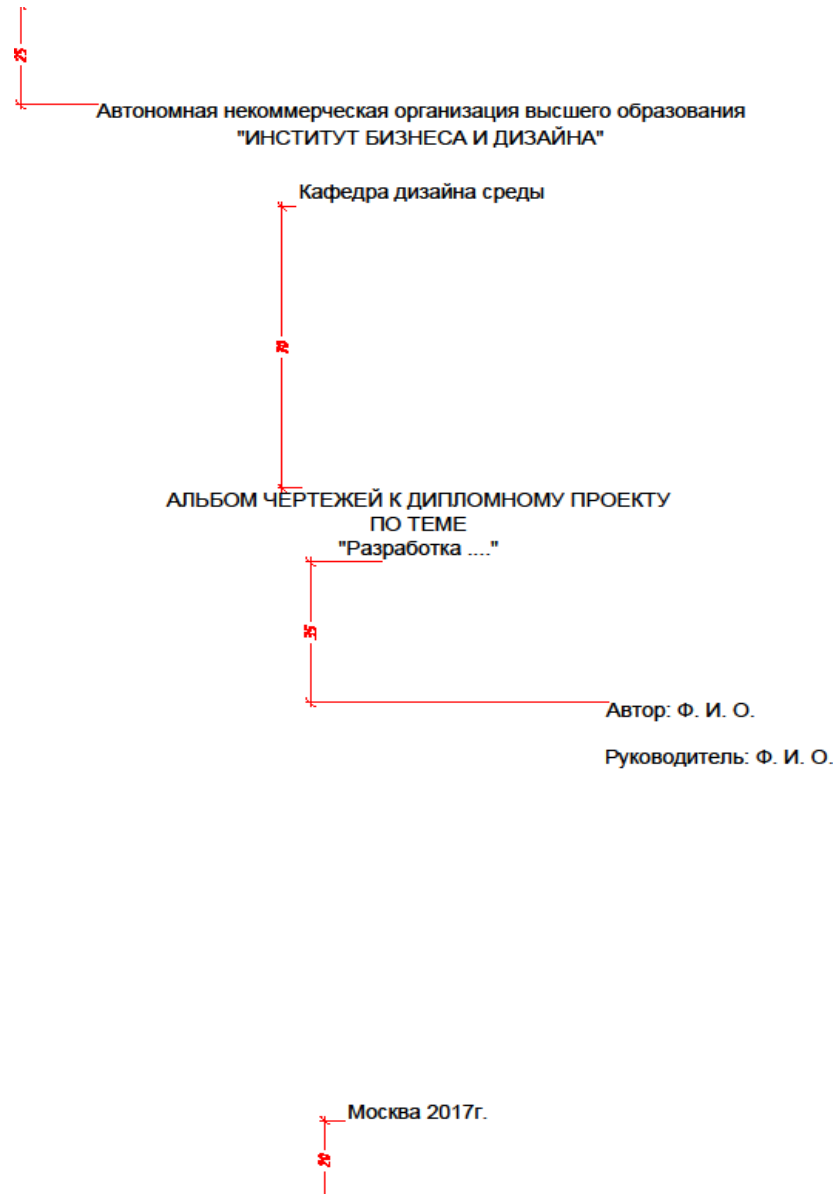 25
Автономная некоммерческая организация высшего образования
"ИНСТИТУТ БИЗНЕСА И ДИЗАЙНА"
Кафедра дизайна среды
70
АЛЬБОМ ЧЕРТЕЖЕЙ К ДИПЛОМНОМУ ПРОЕКТУ
ПО ТЕМЕ
"Разработка ...."
35
Автор: Ф. И. О.
Руководитель: Ф. И. О.
Москва 2017г.
20